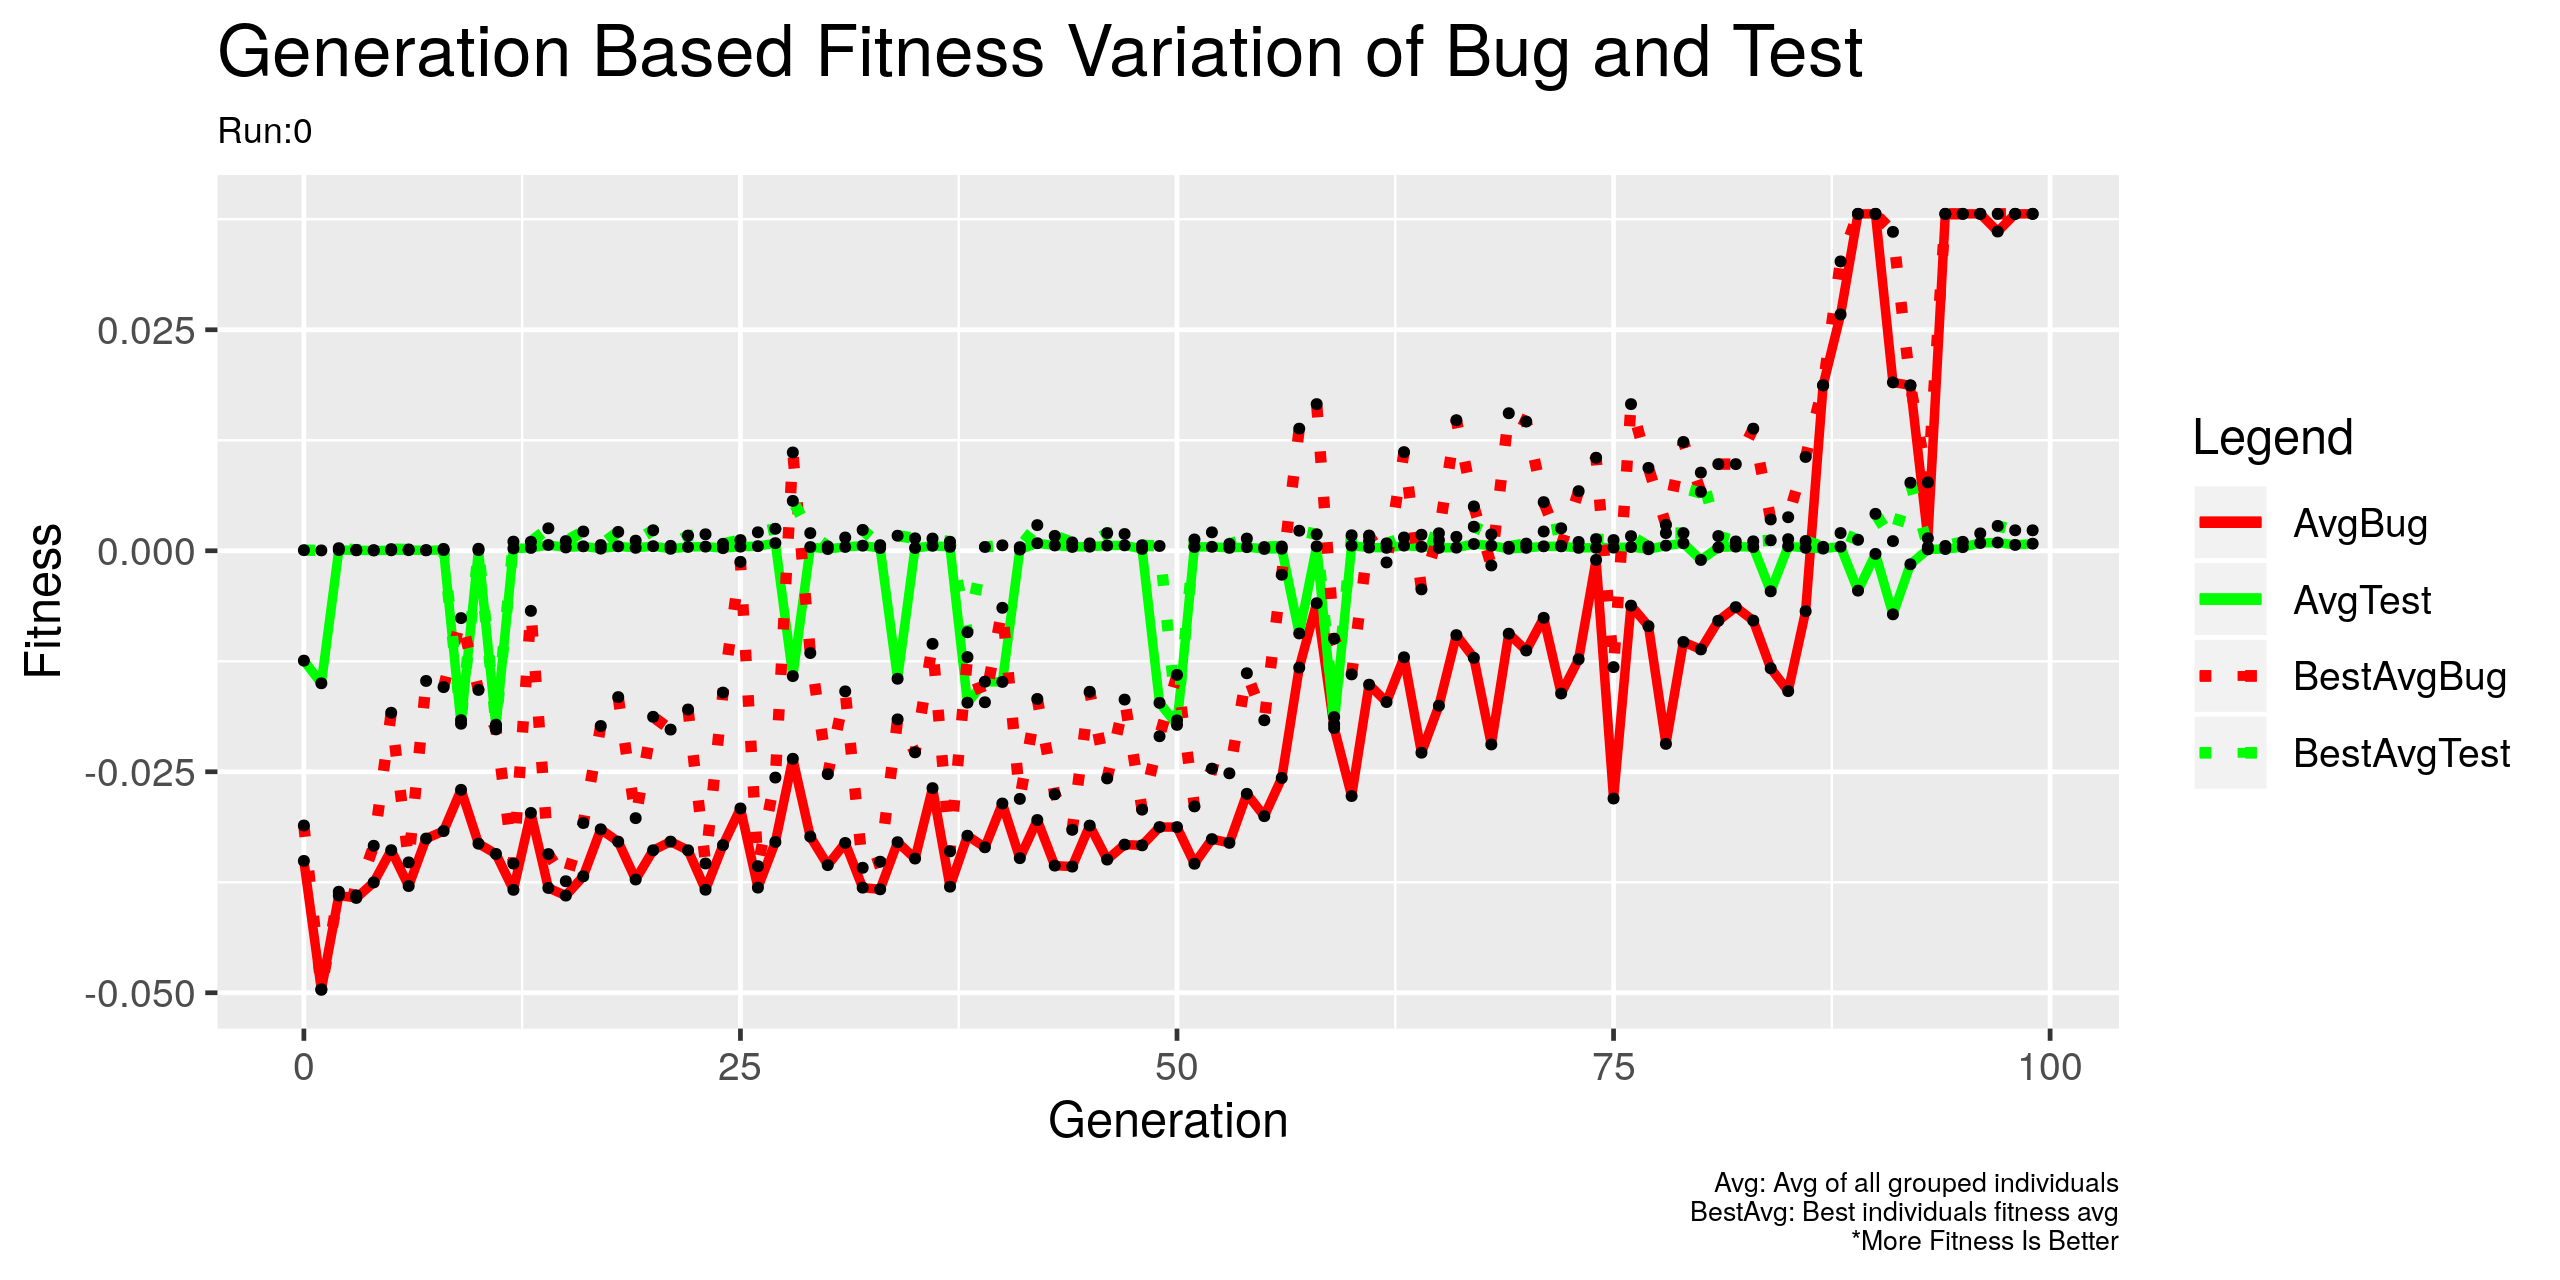 Generation Based Fitness Variation of Bug and Test
Run:0
Fitness
0.025
0.000
-0.025
-0.050
0
25
50
75
100
Generation
Legend
AvgBug
AvgTest
BestAvgBug
BestAvgTest
Avg: Avg of all grouped individuals
BestAvg: Best individuals fitness avg
*More Fitness Is Better